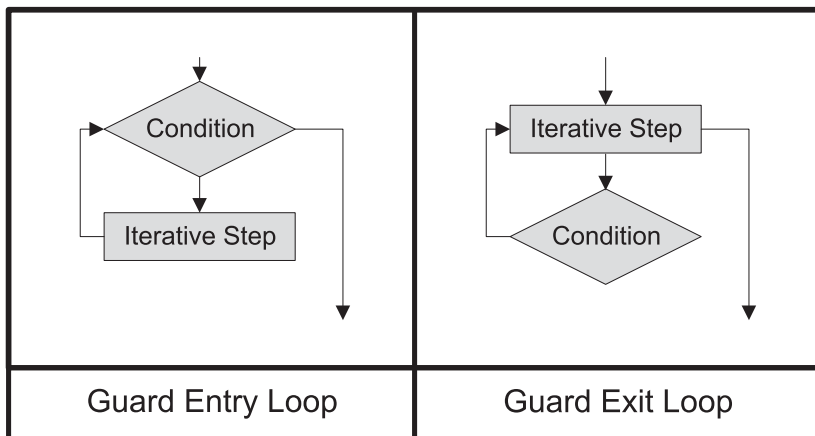 Condition
Iterative Step
Iterative Step
Condition
Guard Entry Loop
Guard Exit Loop